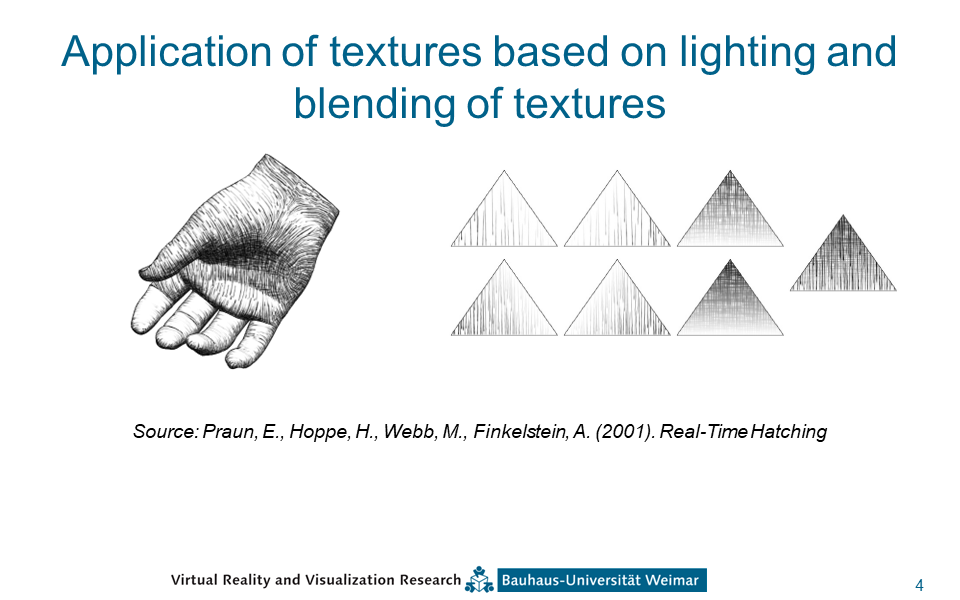 Application of textures based on lighting and
blending of textures
Source: Praun, E., Hoppe, H., Webb, M., Finkelstein, A. (2001). Real-Time Hatching
Virtual Reality and Visualization Research Bauhaus-Universität Weimar
4